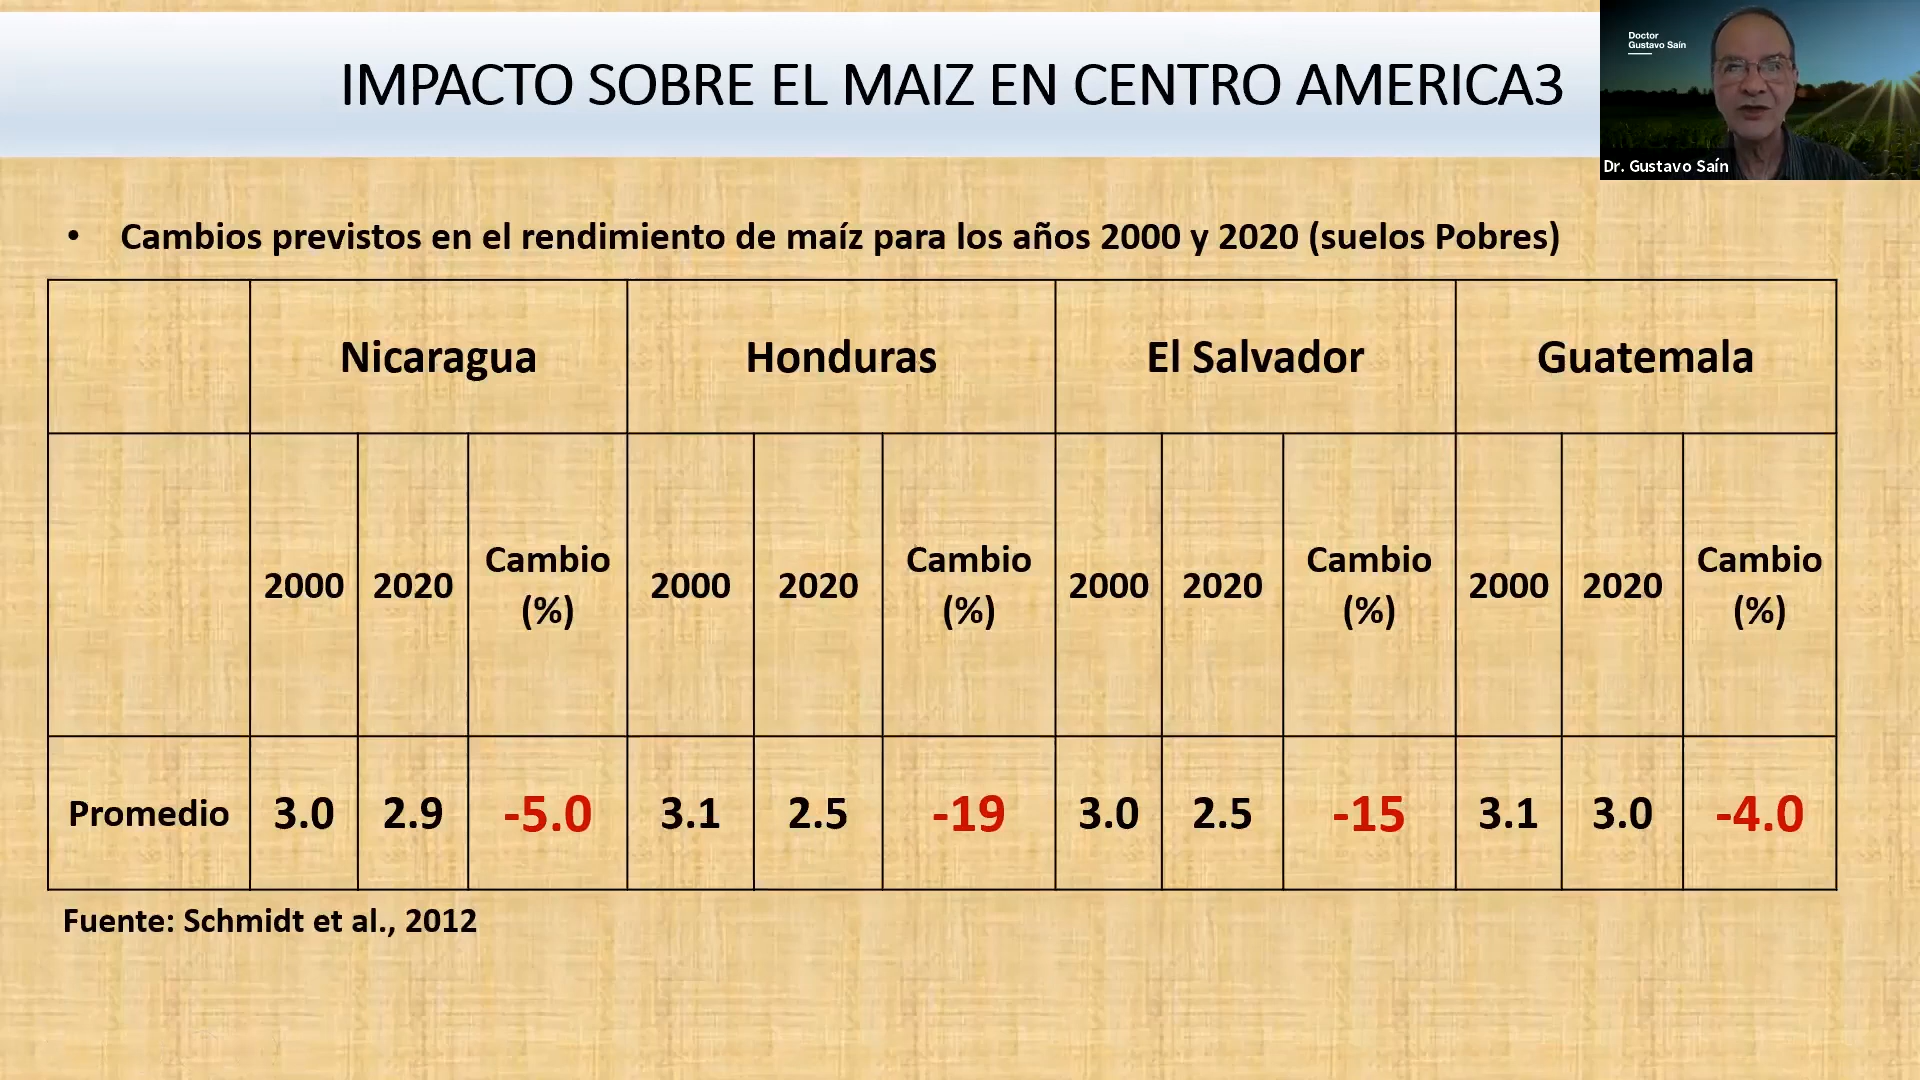 IMPACTO SOBRE EL MAIZ EN CENTRO AMERICA3
Doctor
Gustavo Saín
Dr. Gustavo Saín
• Cambios previstos en el rendimiento de maíz para los años 2000 y 2020 (suelos Pobres)
Nicaragua Honduras El Salvador Guatemala
2000 2020 Cambio (%) 2000 2020 Cambio (%) 2000 2020 Cambio (%) 2000 2020 Cambio (%)
Promedio 3.0 2.9 -5.0 3.1 2.5 -19 3.0 2.5 -15 3.1 3.0 -4.0
Fuente: Schmidt et al., 2012